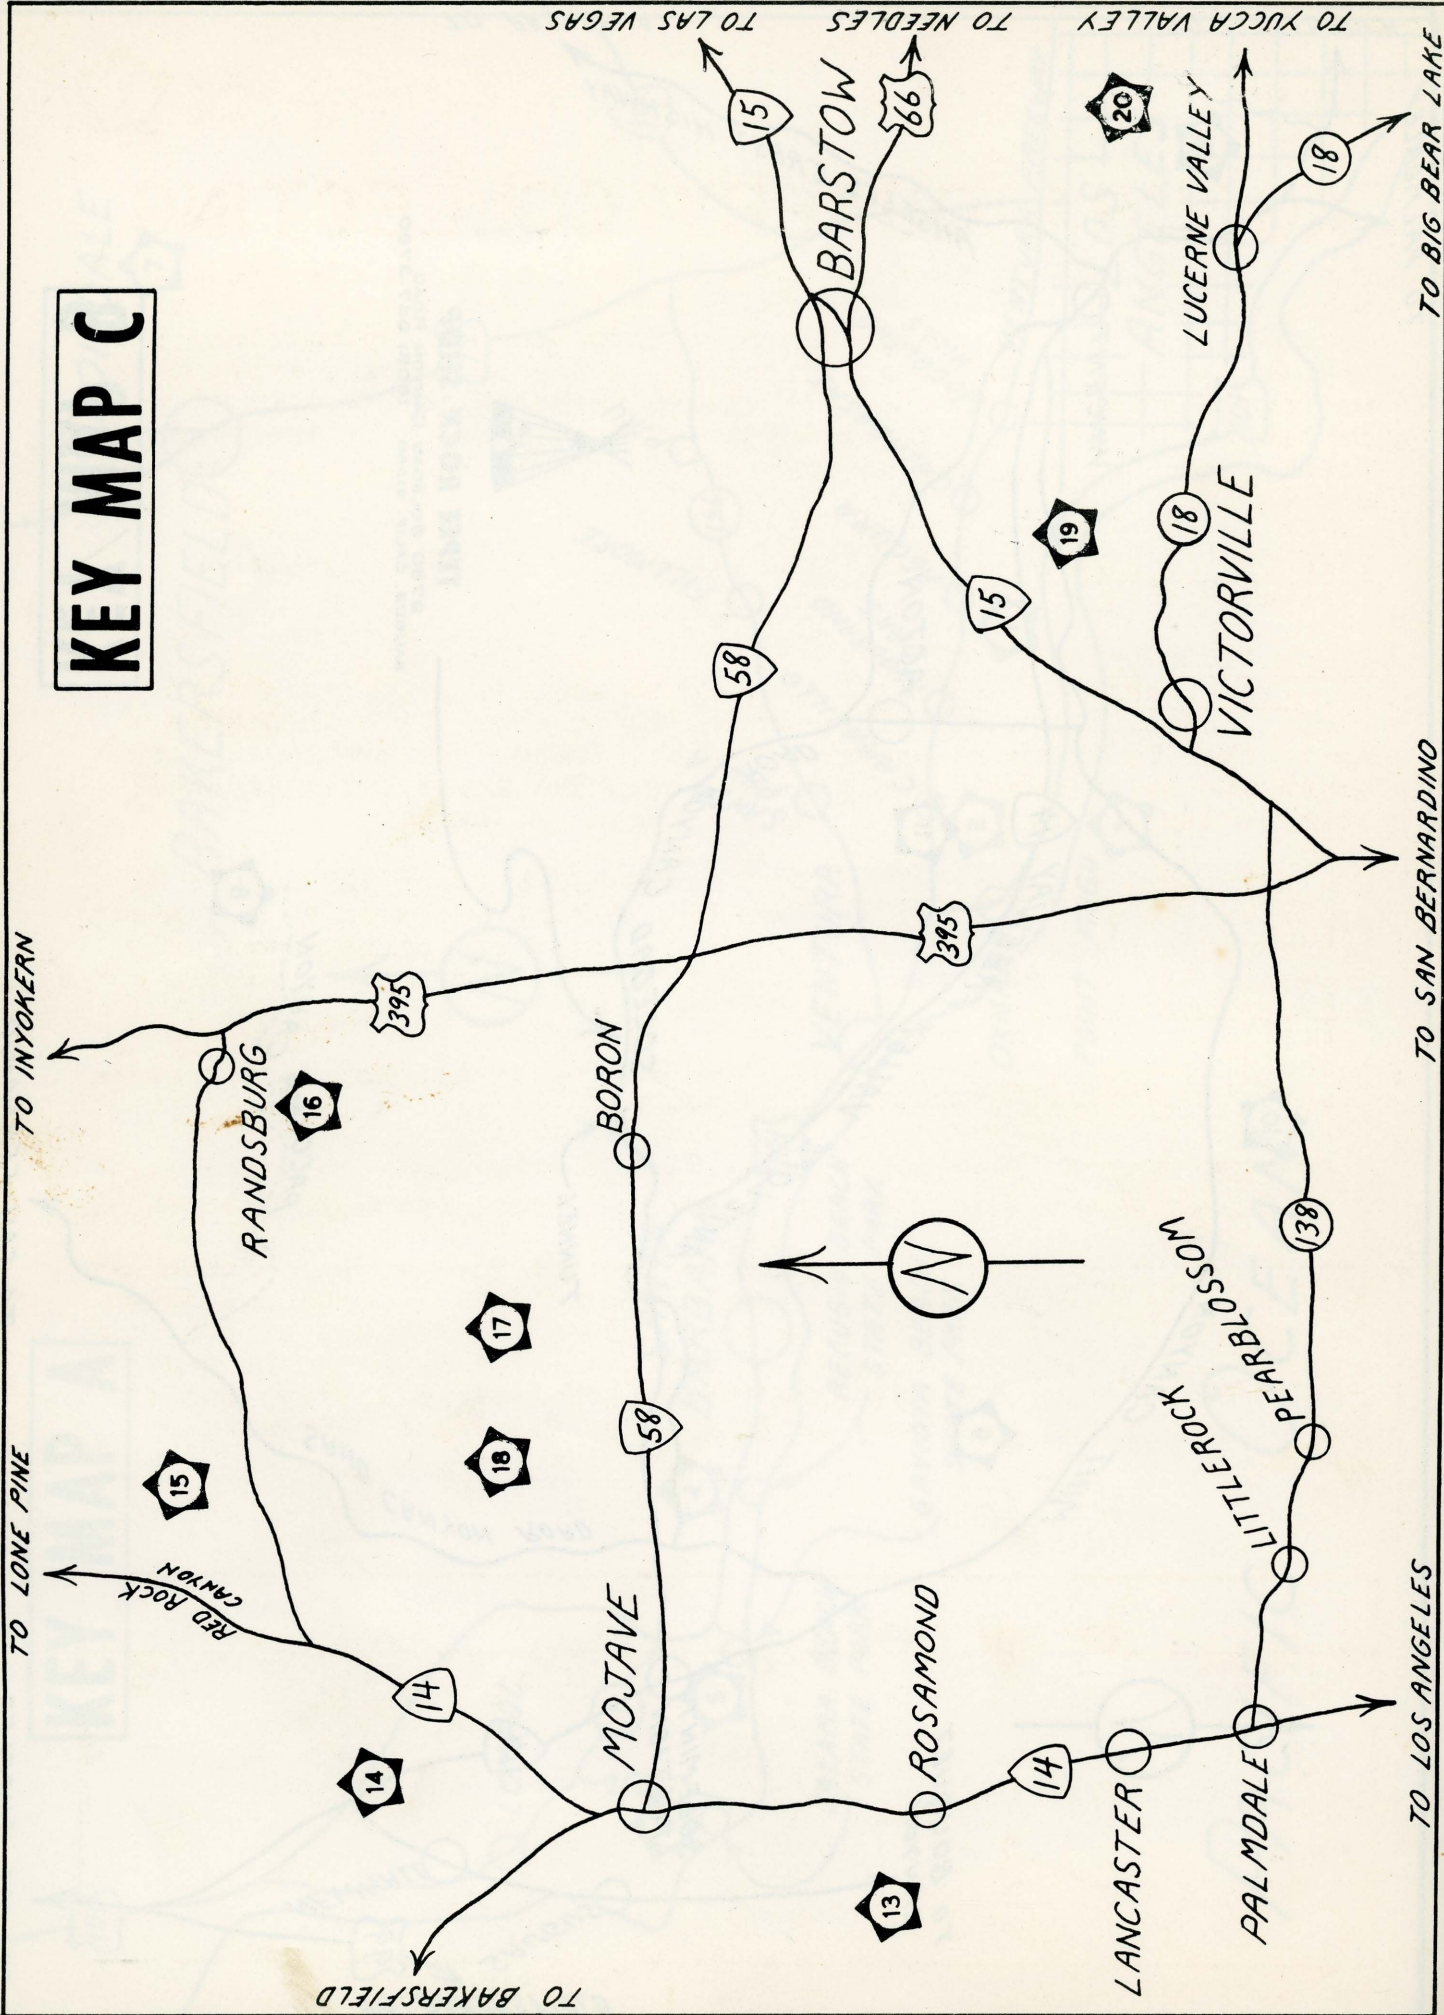 KEY MAP C
TO LONE PINE
TO INYOKERN
TO BAKERSFIELD
RED ROCK
CANYON
15
14
14
RANDSBURG
16
395
MOJAVE
18
17
58
BORON
58
15
TO LAS VEGAS
BARSTOW
66
TO NEEDLES
13
ROSAMOND
14
N
395
15
19
20
LANCASTER
PALMDALE
LITTLEROCK
PEARBLOSSOM
138
VICTORVILLE
18
LUCERNE VALLEY
18
TO YUCCA VALLEY
TO LOS ANGELES
TO SAN BERNARDINO
TO BIG BEAR LAKE